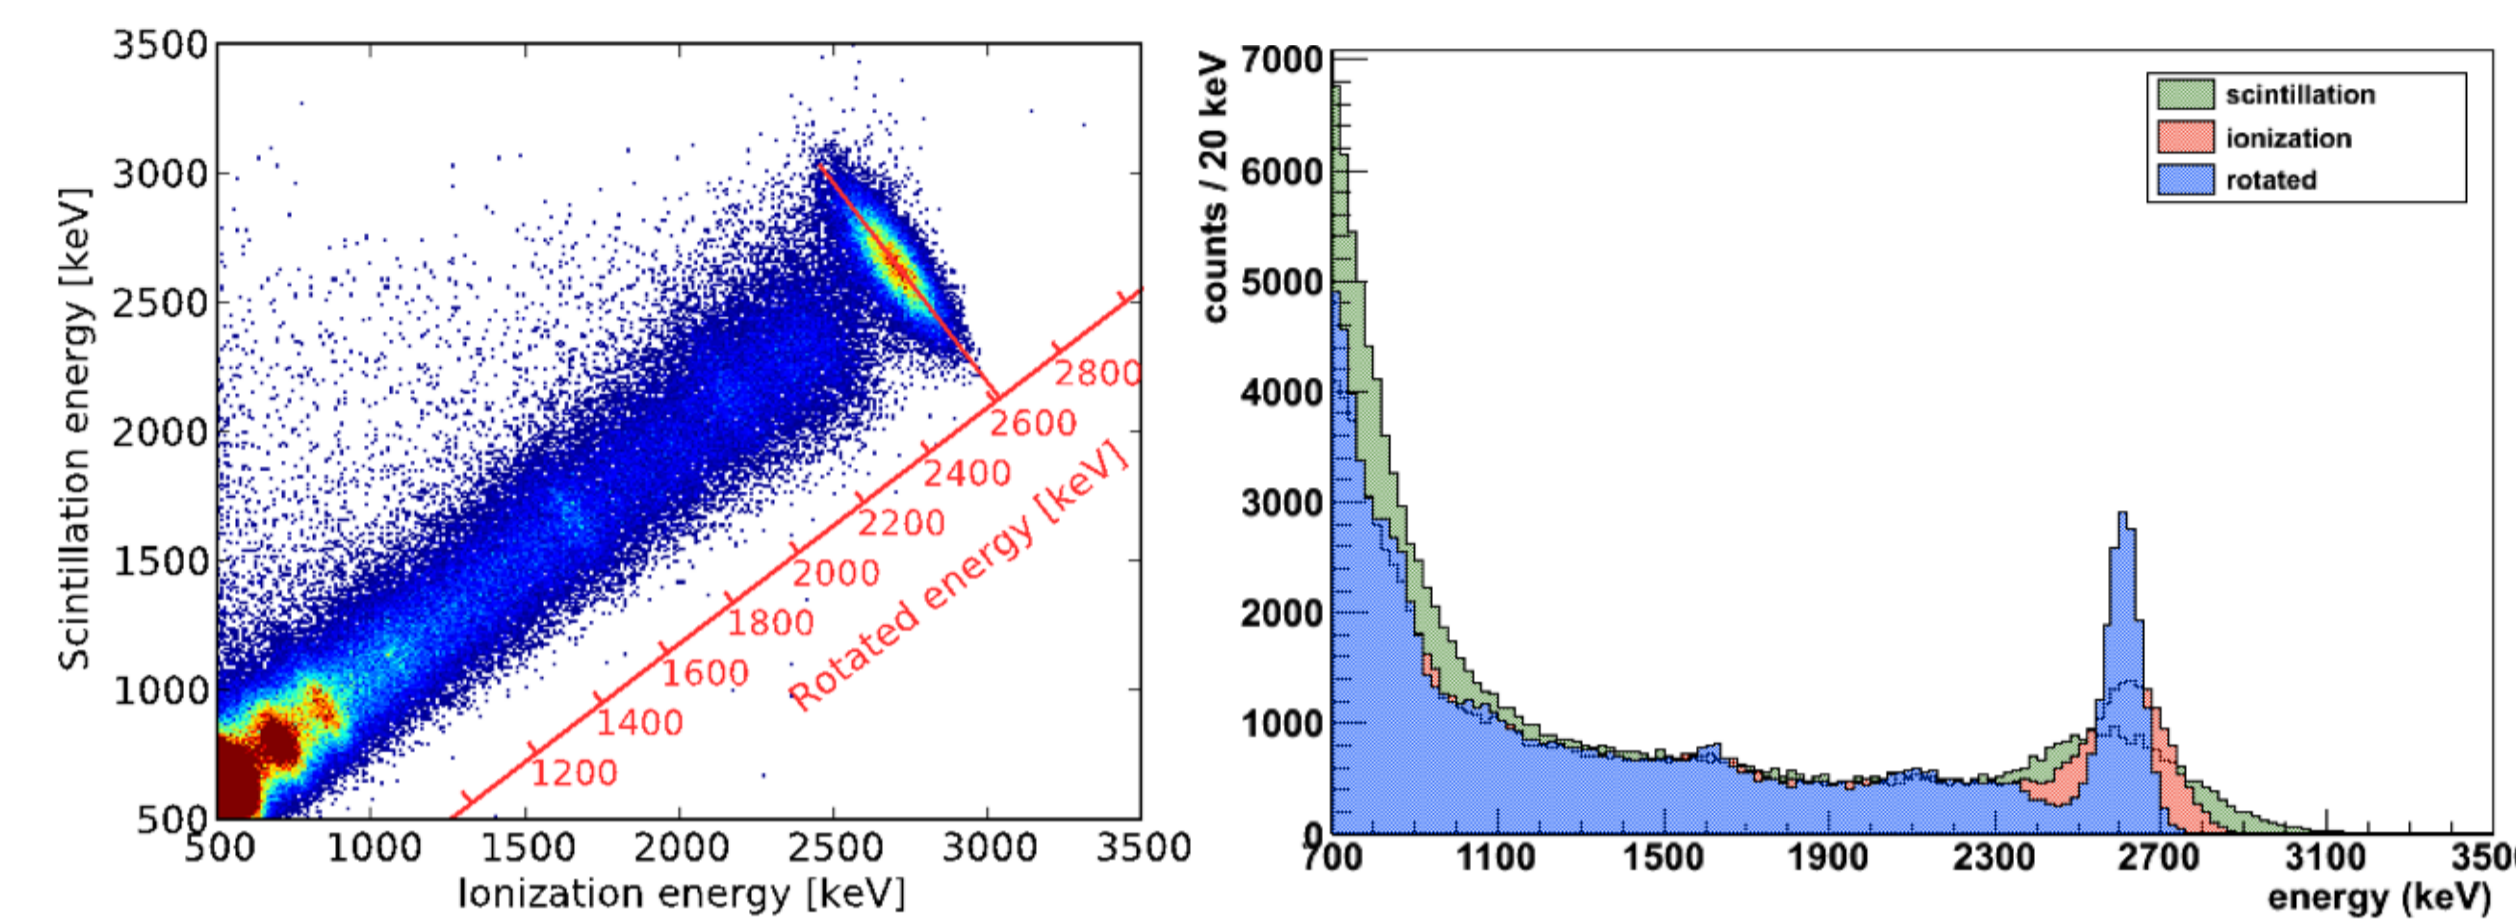 3500
3000
2500
2000
1500
1000
500
Scintillation energy [keV]
500 1000 1500 2000 2500 3000 3500
Ionization energy [keV]
1200
1400
1600
1800
2000
2200
2400
2600
2800
Rotated energy [keV]
7000
6000
5000
4000
3000
2000
1000
0
counts / 20 keV
scintillation
ionization
rotated
700 1100 1500 1900 2300 2700 3100 350
energy (keV)